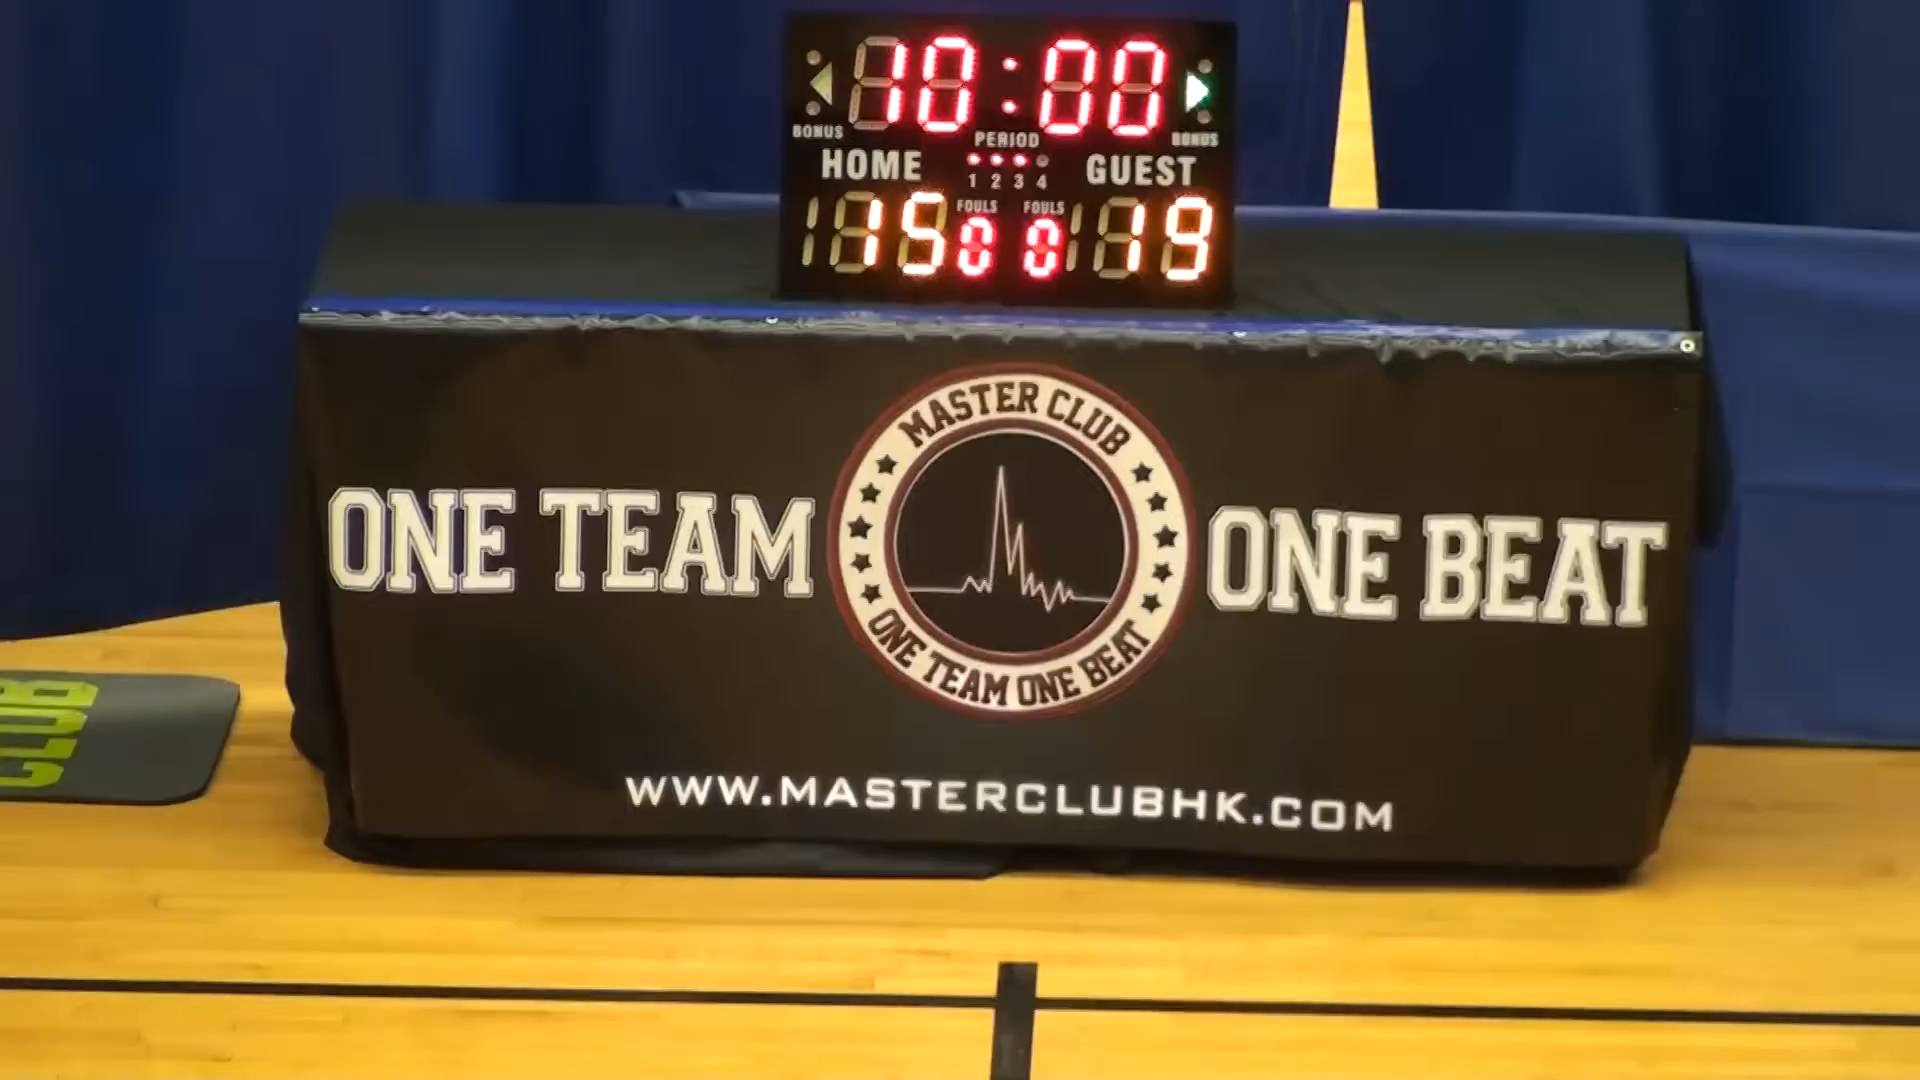 10:00
BONUS
PERIOD
BONUS
HOME
GUEST
1 2 3 4
FOULS FOULS
15 0 0 19
MASTER CLUB
ONE TEAM
ONE BEAT
ONE TEAM ONE BEAT
CLUB
WWW.MASTERCLUBHK.COM